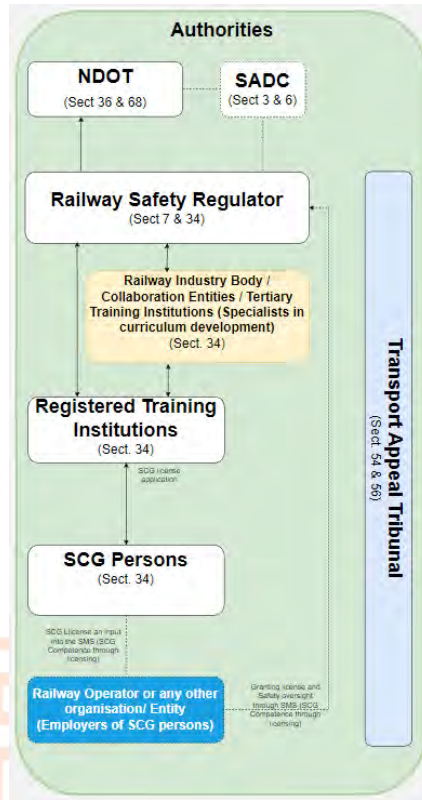 Authorities
NDOT
(Sect 36 & 68)
SADC
(Sect 3 & 6)
Railway Safety Regulator
(Sect 7 & 34)
Railway Industry Body /
Collaboration Entities / Tertiary
Training Institutions (Specialists in
curriculum development)
(Sect. 34)
Registered Training
Institutions
(Sect. 34)
SCG license
application
SCG Persons
(Sect. 34)
SCG License an input
into the SMS (SCG
Competence through
licensing)
Railway Operator or any other
organisation/ Entity
(Employers of SCG persons)
Granting license and
Safety oversight
through SMS (SCG
Competence through
licensing)
Transport Appeal Tribunal
(Sect. 54 & 56)